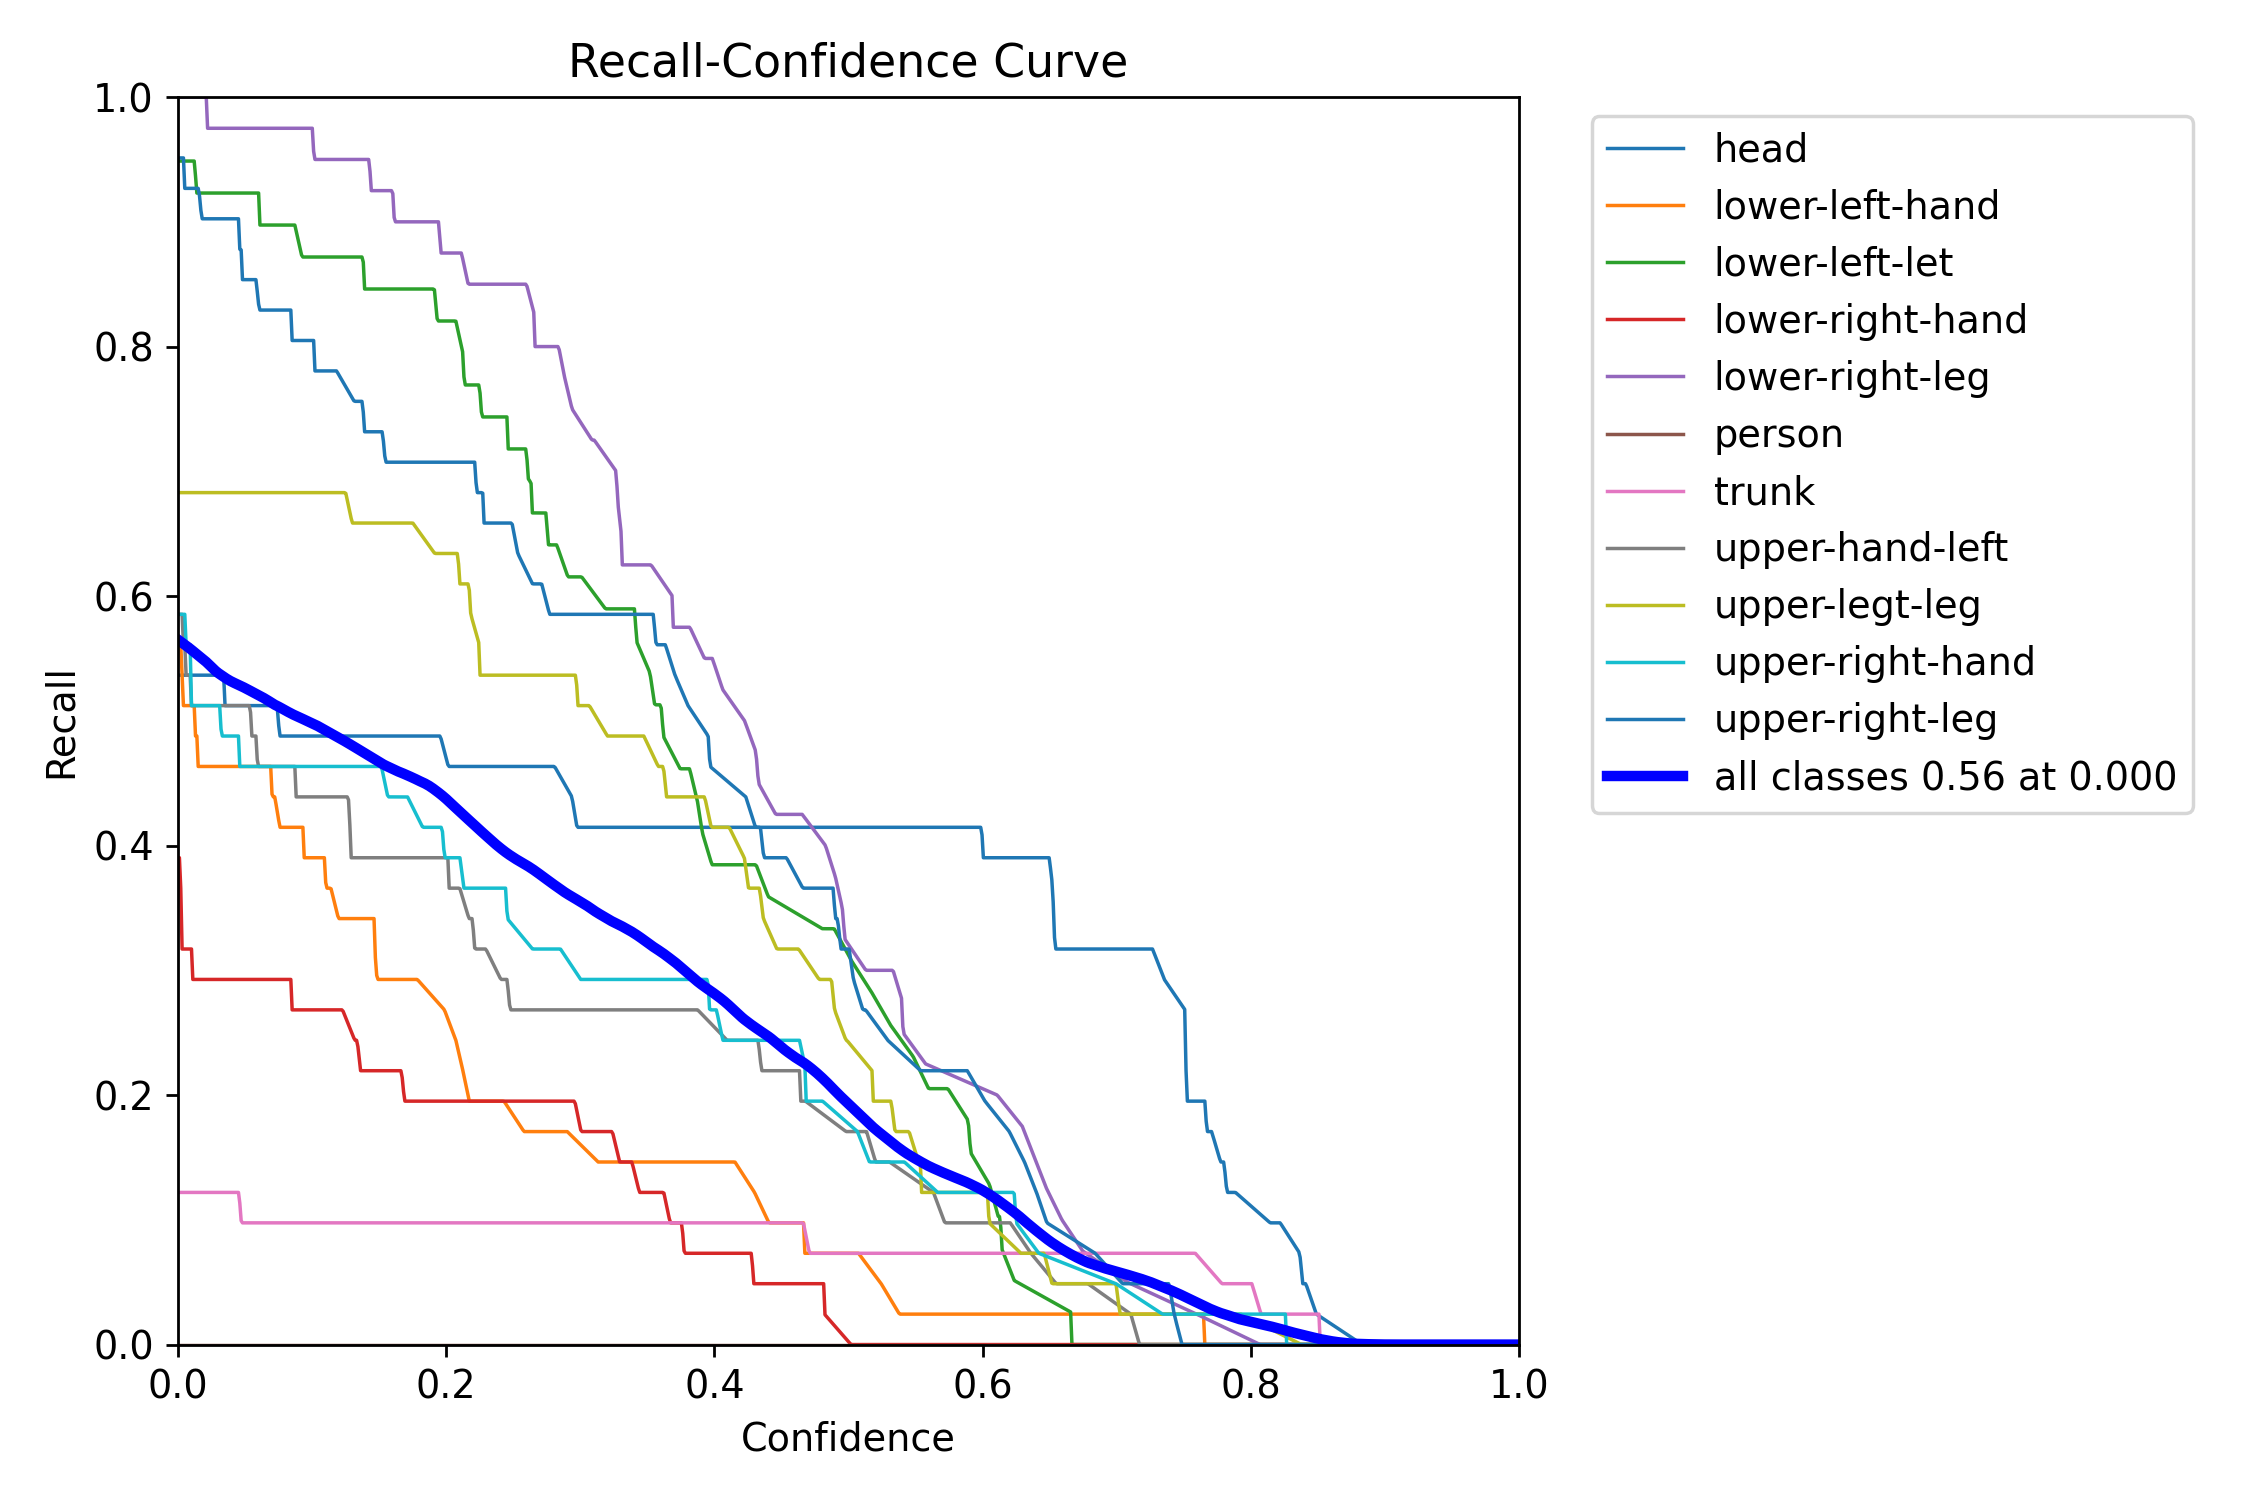 Recall-Confidence Curve
1.0
0.8
0.6
0.4
0.2
0.0
Recall
0.0 0.2 0.4 0.6 0.8 1.0
Confidence
head
lower-left-hand
lower-left-let
lower-right-hand
lower-right-leg
person
trunk
upper-hand-left
upper-legt-leg
upper-right-hand
upper-right-leg
all classes 0.56 at 0.000